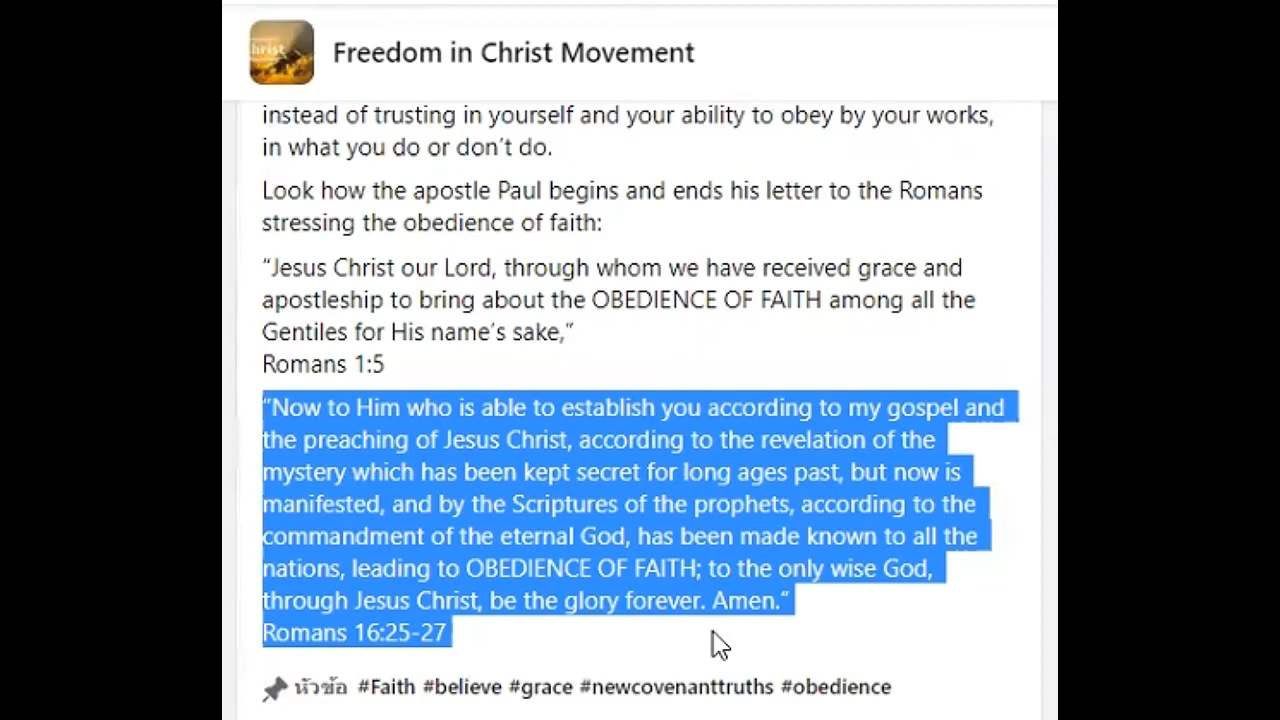 hrist
Freedom in Christ Movement
instead of trusting in yourself and your ability to obey by your works,
in what you do or don’t do.
Look how the apostle Paul begins and ends his letter to the Romans
stressing the obedience of faith:
“Jesus Christ our Lord, through whom we have received grace and
apostleship to bring about the OBEDIENCE OF FAITH among all the
Gentiles for His name’s sake,”
Romans 1:5
“Now to Him who is able to establish you according to my gospel and
the preaching of Jesus Christ, according to the revelation of the
mystery which has been kept secret for long ages past, but now is
manifested, and by the Scriptures of the prophets, according to the
commandment of the eternal God, has been made known to all the
nations, leading to OBEDIENCE OF FAITH; to the only wise God,
through Jesus Christ, be the glory forever. Amen.”
Romans 16:25-27
หัวข้อ #Faith #believe #grace #newcovenanttruths #obedience